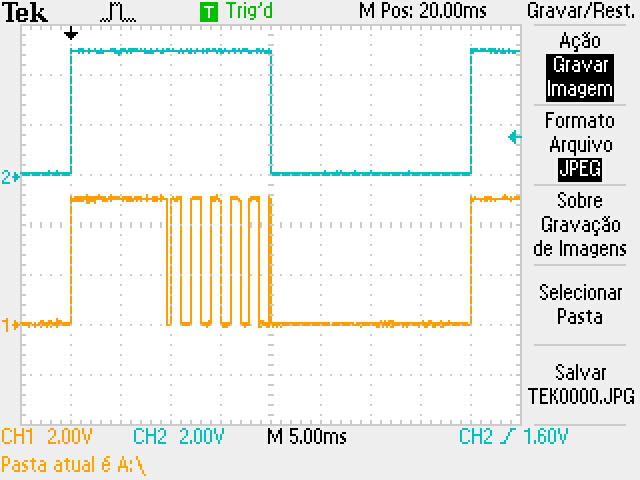 Tek T Trig'd M Pos: 20.00ms Gravar/Rest.
Ação
Gravar
Imagem
Formato
Arquivo
JPEG
Sobre
Gravação
de Imagens
Selecionar
Pasta
Salvar
TEK0000.JPG
2
1
CH1 2.00V CH2 2.00V M 5.00ms CH2 1.60V
Pasta atual é A:\